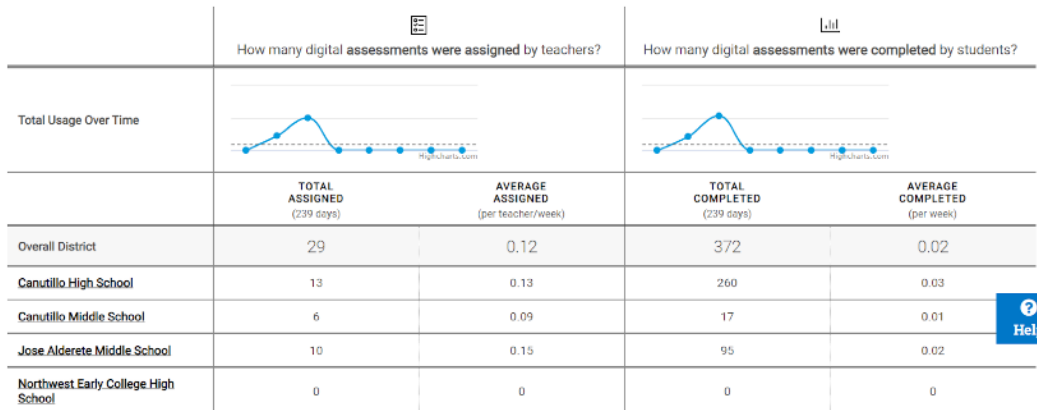 How many digital assessments were assigned by teachers?
How many digital assessments were completed by students?
Total Usage Over Time
Highcharts.com
Highcharts.com
TOTAL
ASSIGNED
(239 days)
AVERAGE
ASSIGNED
(per teacher/week)
TOTAL
COMPLETED
(239 days)
AVERAGE
COMPLETED
(per week)
Overall District 29 0.12 372 0.02
Canutillo High School 13 0.13 260 0.03
Canutillo Middle School 6 0.09 17 0.01
?
Jose Alderete Middle School 10 0.15 95 0.02
Northwest Early College High
School
0 0 0 0